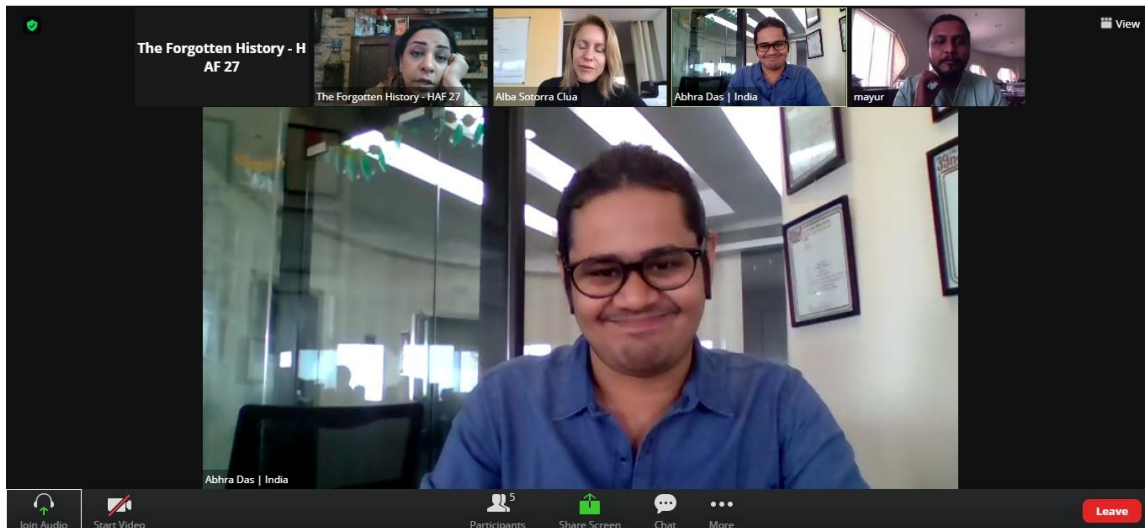 The Forgotten History - H
AF 27
The Forgotten History - HAF 27
Alba Sotorra Clua
Abhra Das | India
mayur
View
Abhra Das | India
Join Audio
Start Video
5
Participants
Share Screen
Chat
More
Leave